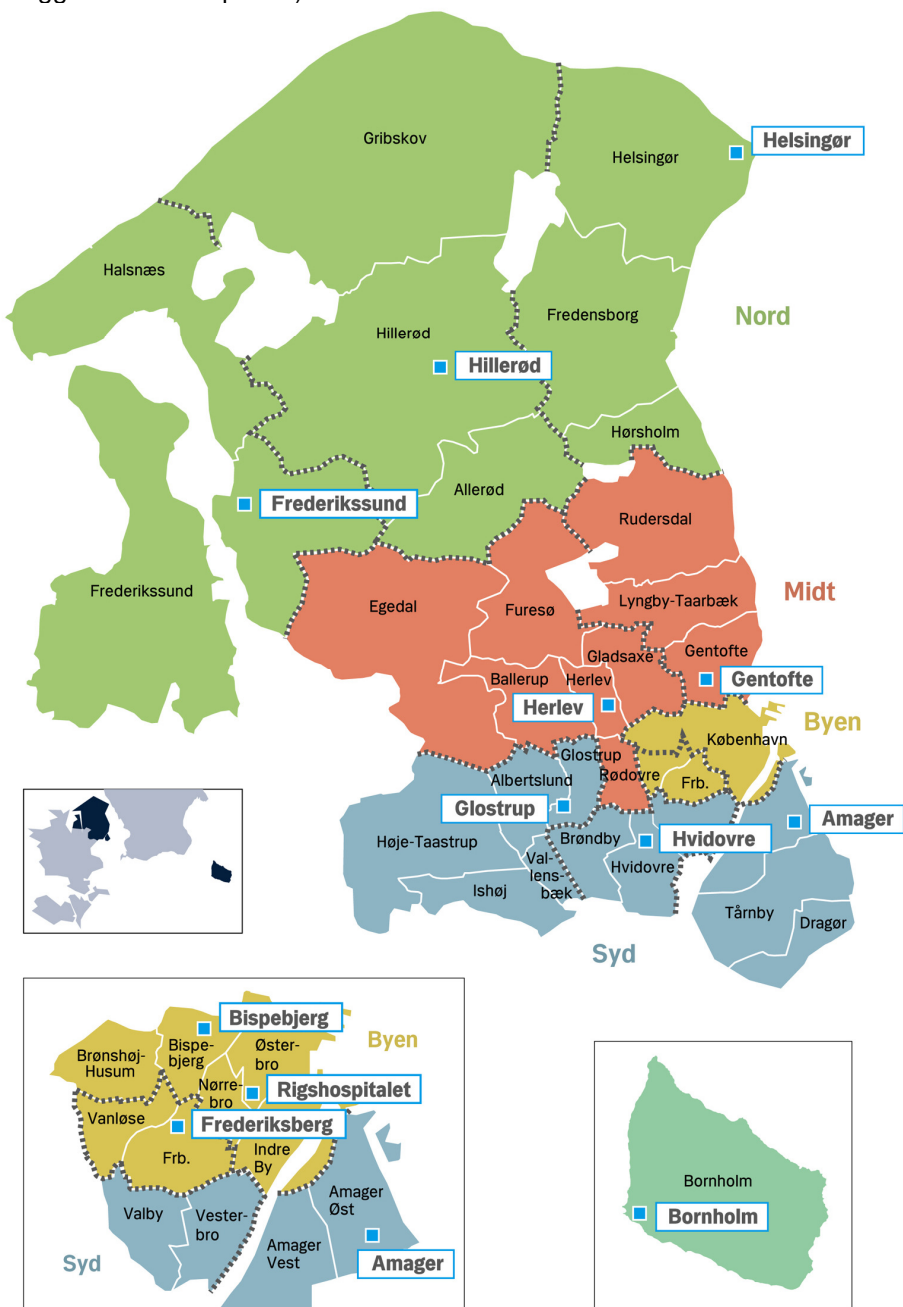 Gribskov
Helsingør
Helsingør
Halsnæs
Fredensborg
Nord
Hillerød
Hillerød
Hørsholm
Allerød
Frederikssund
Rudersdal
Frederikssund
Midt
Lyngby-Taarbæk
Egedal
Furesø
Gladsaxe
Gentofte
Gentofte
Ballerup
Herlev
Herlev
Byen
København
Glostrup
Albertslund
Rødovre
Frb.
Glostrup
Amager
Høje-Taastrup
Brøndby
Hvidovre
Hvidovre
Val-
lens-
bæk
Ishøj
Tårnby
Dragør
Syd
Bispebjerg
Byen
Brønshøj-
Husum
Bispe-
bjerg
Øster-
bro
Nørre-
bro
Rigshospitalet
Vanløse
Frederiksberg
Frb.
Indre
By
Valby
Vester-
bro
Amager
Øst
Amager
Vest
Syd
Amager
Bornholm
Bornholm